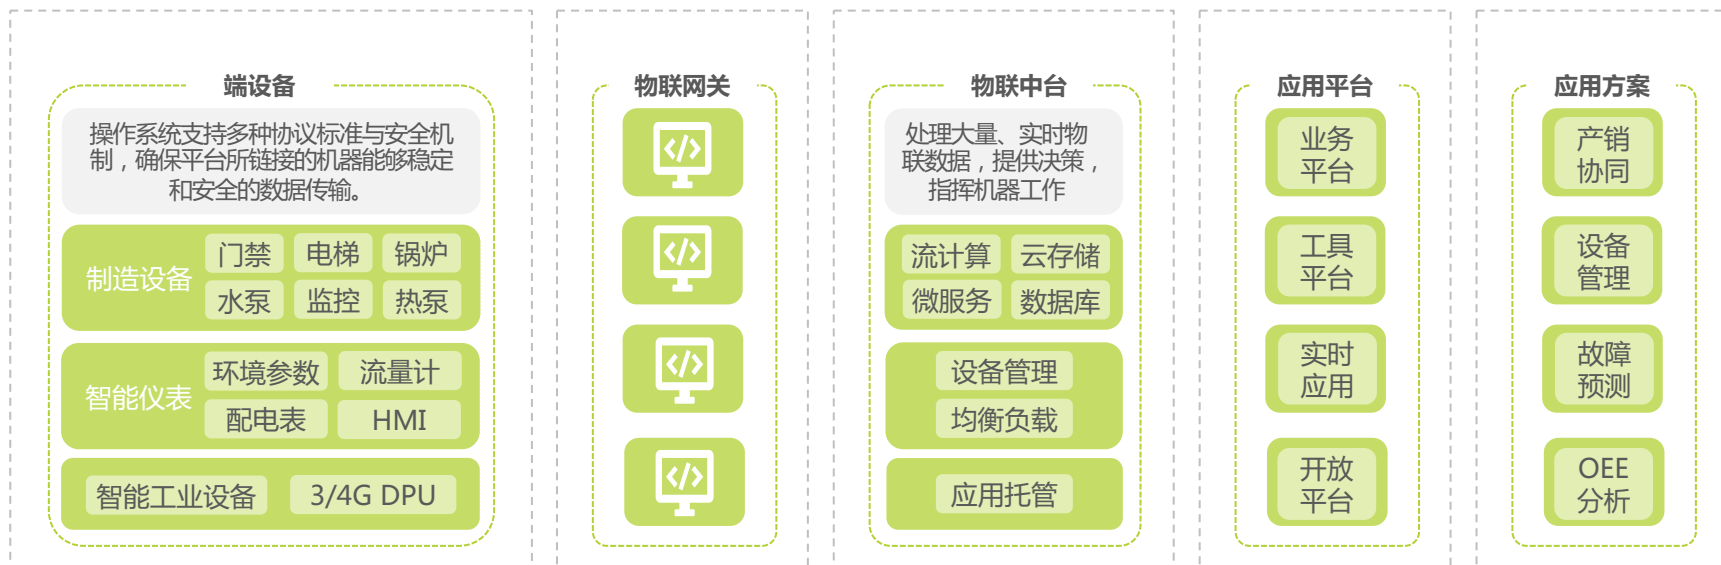 端设备
操作系统支持多种协议标准与安全机
制，确保平台所链接的机器能够稳定
和安全的数据传输。
制造设备
门禁 电梯 锅炉
水泵 监控 热泵
智能仪表
环境参数 流量计
配电表 HMI
智能工业设备 3/4G DPU
物联网关
物联中台
处理大量、实时物
联数据，提供决策，
指挥机器工作
流计算 云存储
微服务 数据库
设备管理
均衡负载
应用托管
应用平台
业务
平台
工具
平台
实时
应用
开放
平台
应用方案
产销
协同
设备
管理
故障
预测
OEE
分析